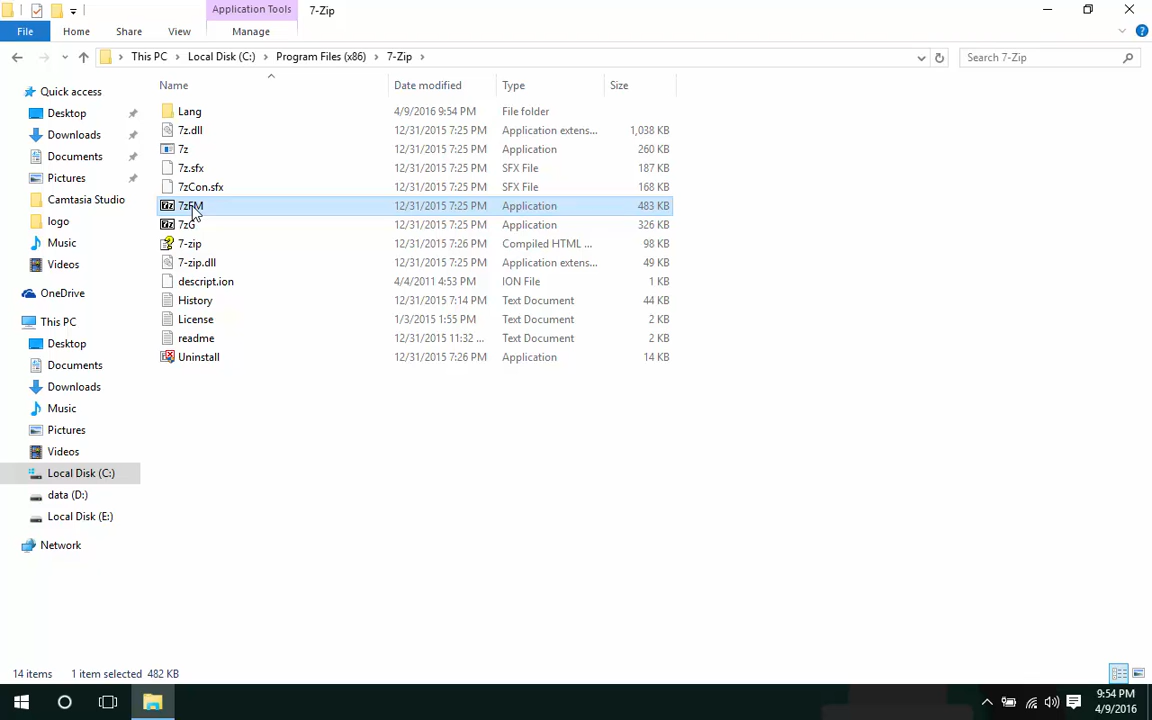 Application Tools 7-Zip
File Home Share View Manage
This PC Local Disk (C:) Program Files (x86) 7-Zip Search 7-Zip
Name Date modified Type Size
Quick access
Desktop
Downloads
Documents
Pictures
Camtasia Studio
logo
Music
Videos
OneDrive
This PC
Desktop
Documents
Downloads
Music
Pictures
Videos
Local Disk (C:)
data (D:)
Local Disk (E:)
Network
Lang 4/9/2016 9:54 PM File folder
7z.dll 12/31/2015 7:25 PM Application extens... 1,038 KB
7z 12/31/2015 7:25 PM Application 260 KB
7z.sfx 12/31/2015 7:25 PM SFX File 187 KB
7zCon.sfx 12/31/2015 7:25 PM SFX File 168 KB
7zFM 12/31/2015 7:25 PM Application 483 KB
7zG 12/31/2015 7:25 PM Application 326 KB
7-zip 12/31/2015 7:26 PM Compiled HTML ... 98 KB
7-zip.dll 12/31/2015 7:25 PM Application extens... 49 KB
descript.ion 4/4/2011 4:53 PM ION File 1 KB
History 12/31/2015 7:14 PM Text Document 44 KB
License 1/3/2015 1:55 PM Text Document 2 KB
readme 12/31/2015 11:32 ... Text Document 2 KB
Uninstall 12/31/2015 7:26 PM Application 14 KB
14 items 1 item selected 482 KB
9:54 PM
4/9/2016